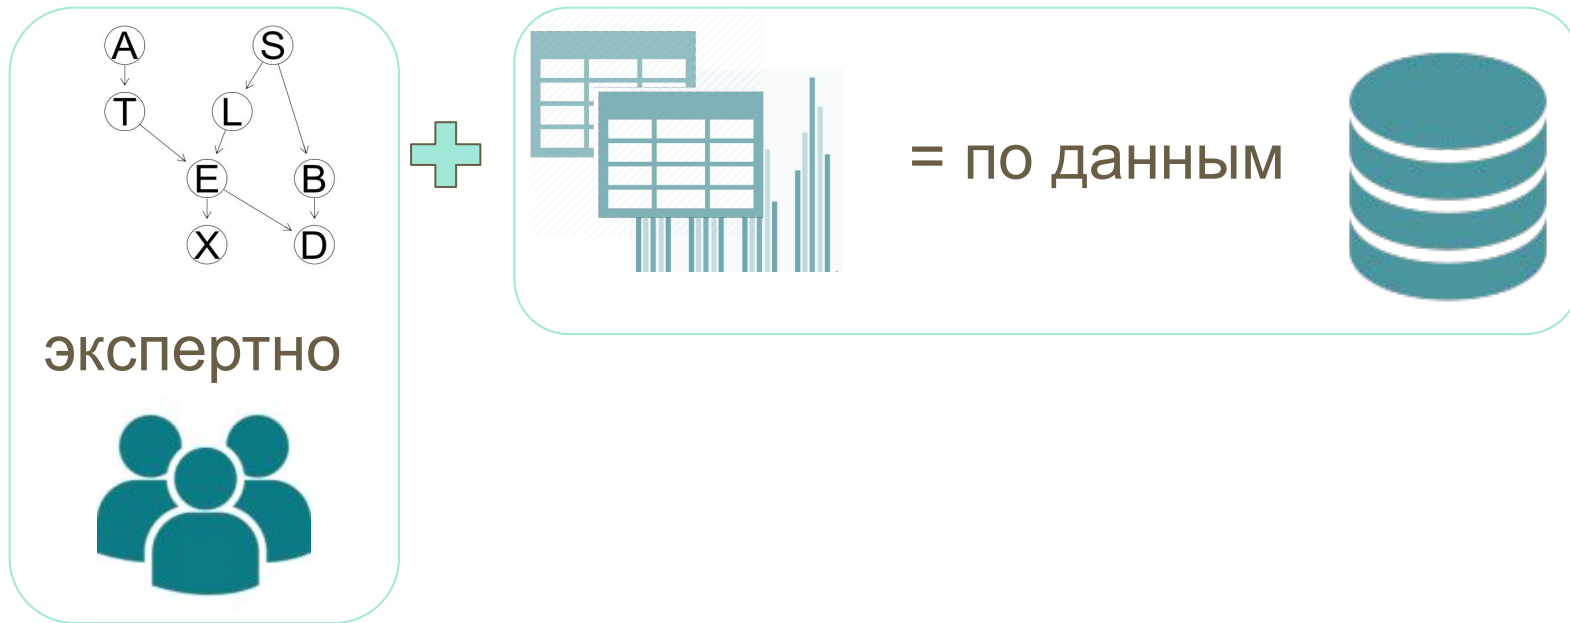 A S
T L
E B
X D
экспертно
= по данным